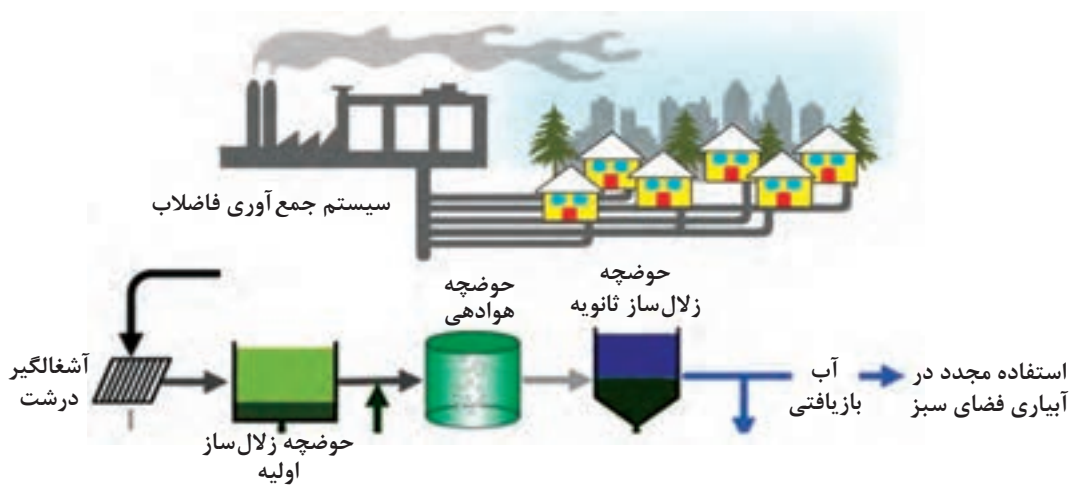 سیستم جمع‌آوری فاضلاب
آشغالگیر
درشت
حوضچه زلال‌ساز
اولیه
حوضچه
هوادهی
حوضچه
زلال‌ساز ثانویه
آب
بازیافتی
استفاده مجدد در
آبیاری فضای سبز